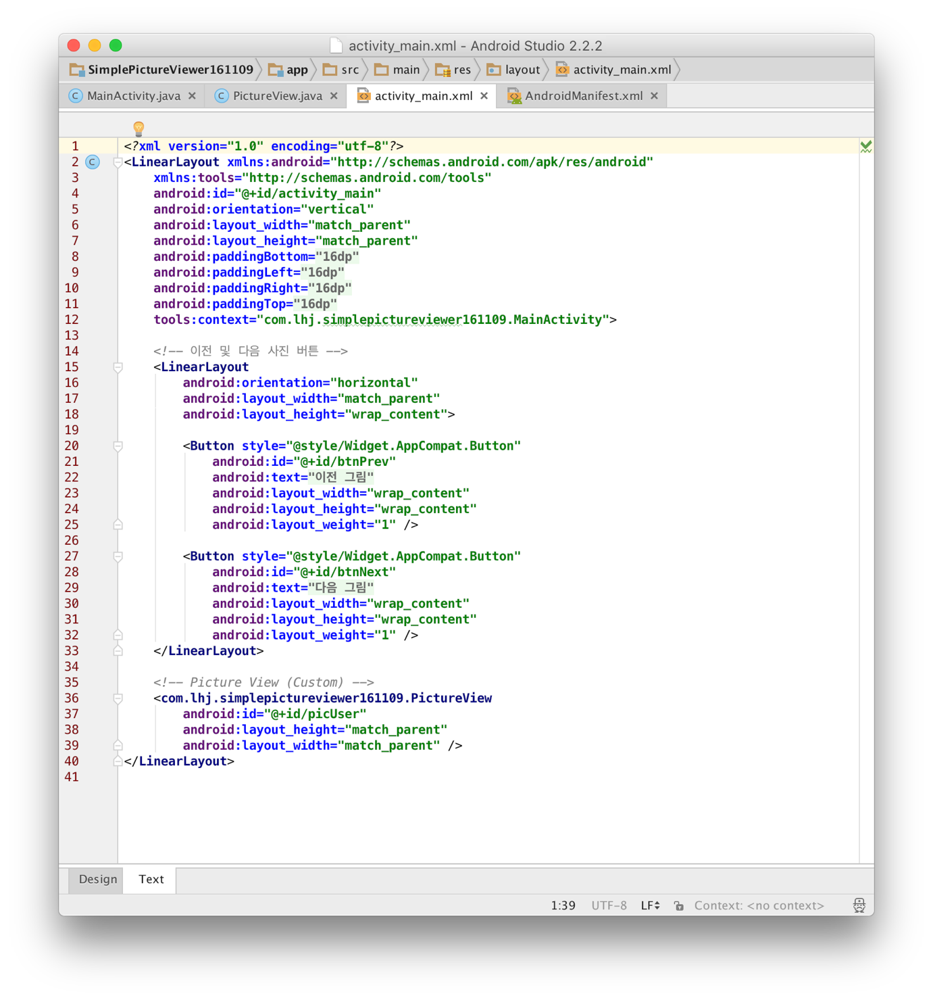 activity_main.xml - Android Studio 2.2.2
SimplePictureViewer161109 app src main res layout activity_main.xml
MainActivity.java PictureView.java activity_main.xml AndroidManifest.xml
1 <?xml version="1.0" encoding="utf-8"?>
2 <LinearLayout xmlns:android="http://schemas.android.com/apk/res/android"
3     xmlns:tools="http://schemas.android.com/tools"
4     android:id="@+id/activity_main"
5     android:orientation="vertical"
6     android:layout_width="match_parent"
7     android:layout_height="match_parent"
8     android:paddingBottom="16dp"
9     android:paddingLeft="16dp"
10     android:paddingRight="16dp"
11     android:paddingTop="16dp"
12     tools:context="com.lhj.simplepictureviewer161109.MainActivity">
13
14     <!-- 이전 및 다음 사진 버튼 -->
15     <LinearLayout
16         android:orientation="horizontal"
17         android:layout_width="match_parent"
18         android:layout_height="wrap_content">
19
20         <Button style="@style/Widget.AppCompat.Button"
21             android:id="@+id/btnPrev"
22             android:text="이전 그림"
23             android:layout_width="wrap_content"
24             android:layout_height="wrap_content"
25             android:layout_weight="1" />
26
27         <Button style="@style/Widget.AppCompat.Button"
28             android:id="@+id/btnNext"
29             android:text="다음 그림"
30             android:layout_width="wrap_content"
31             android:layout_height="wrap_content"
32             android:layout_weight="1" />
33     </LinearLayout>
34
35     <!-- Picture View (Custom) -->
36     <com.lhj.simplepictureviewer161109.PictureView
37         android:id="@+id/picUser"
38         android:layout_height="match_parent"
39         android:layout_width="match_parent" />
40 </LinearLayout>
41
Design Text
1:39 UTF-8 LF Context: <no context>